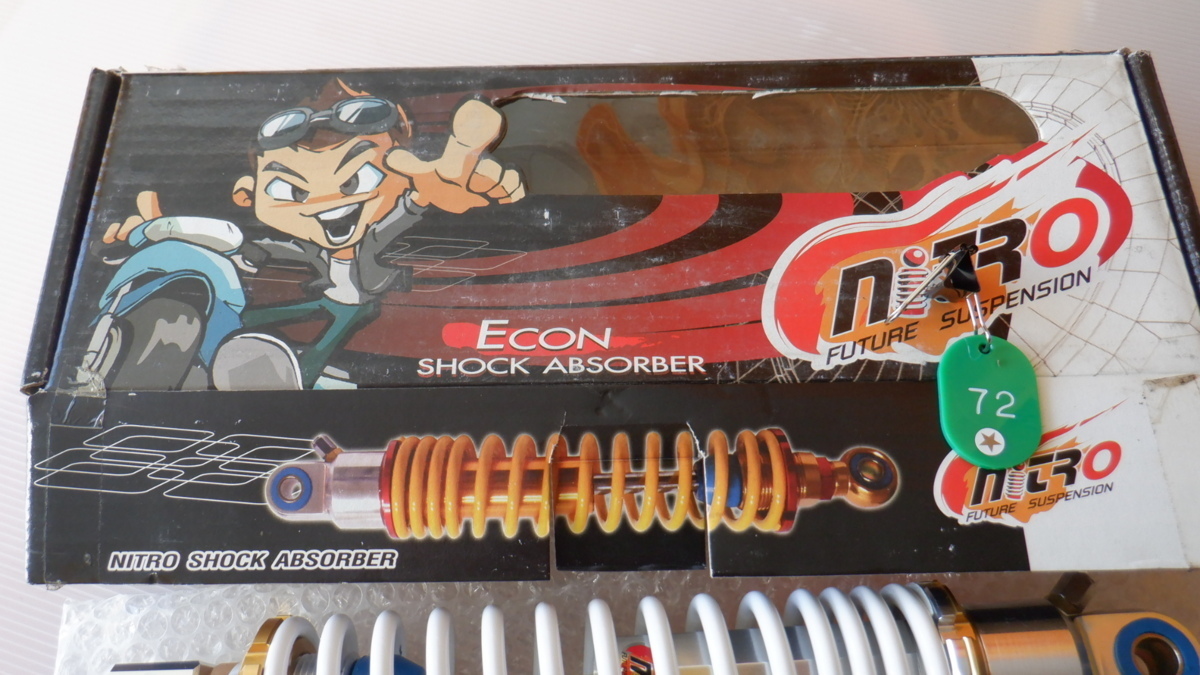 nitRO
FUTURE SUSPENSION
ECON
SHOCK ABSORBER
72
nitRO
FUTURE SUSPENSION
NITRO SHOCK ABSORBER